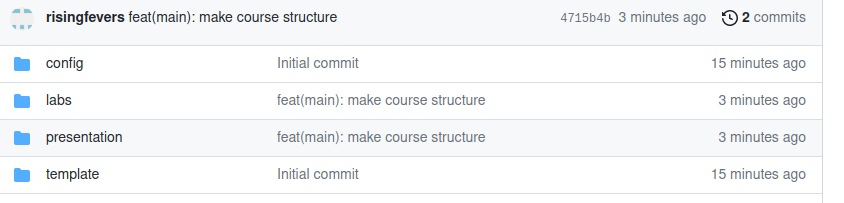 risingfevers feat(main): make course structure 4715b4b 3 minutes ago 2 commits
config Initial commit 15 minutes ago
labs feat(main): make course structure 3 minutes ago
presentation feat(main): make course structure 3 minutes ago
template Initial commit 15 minutes ago